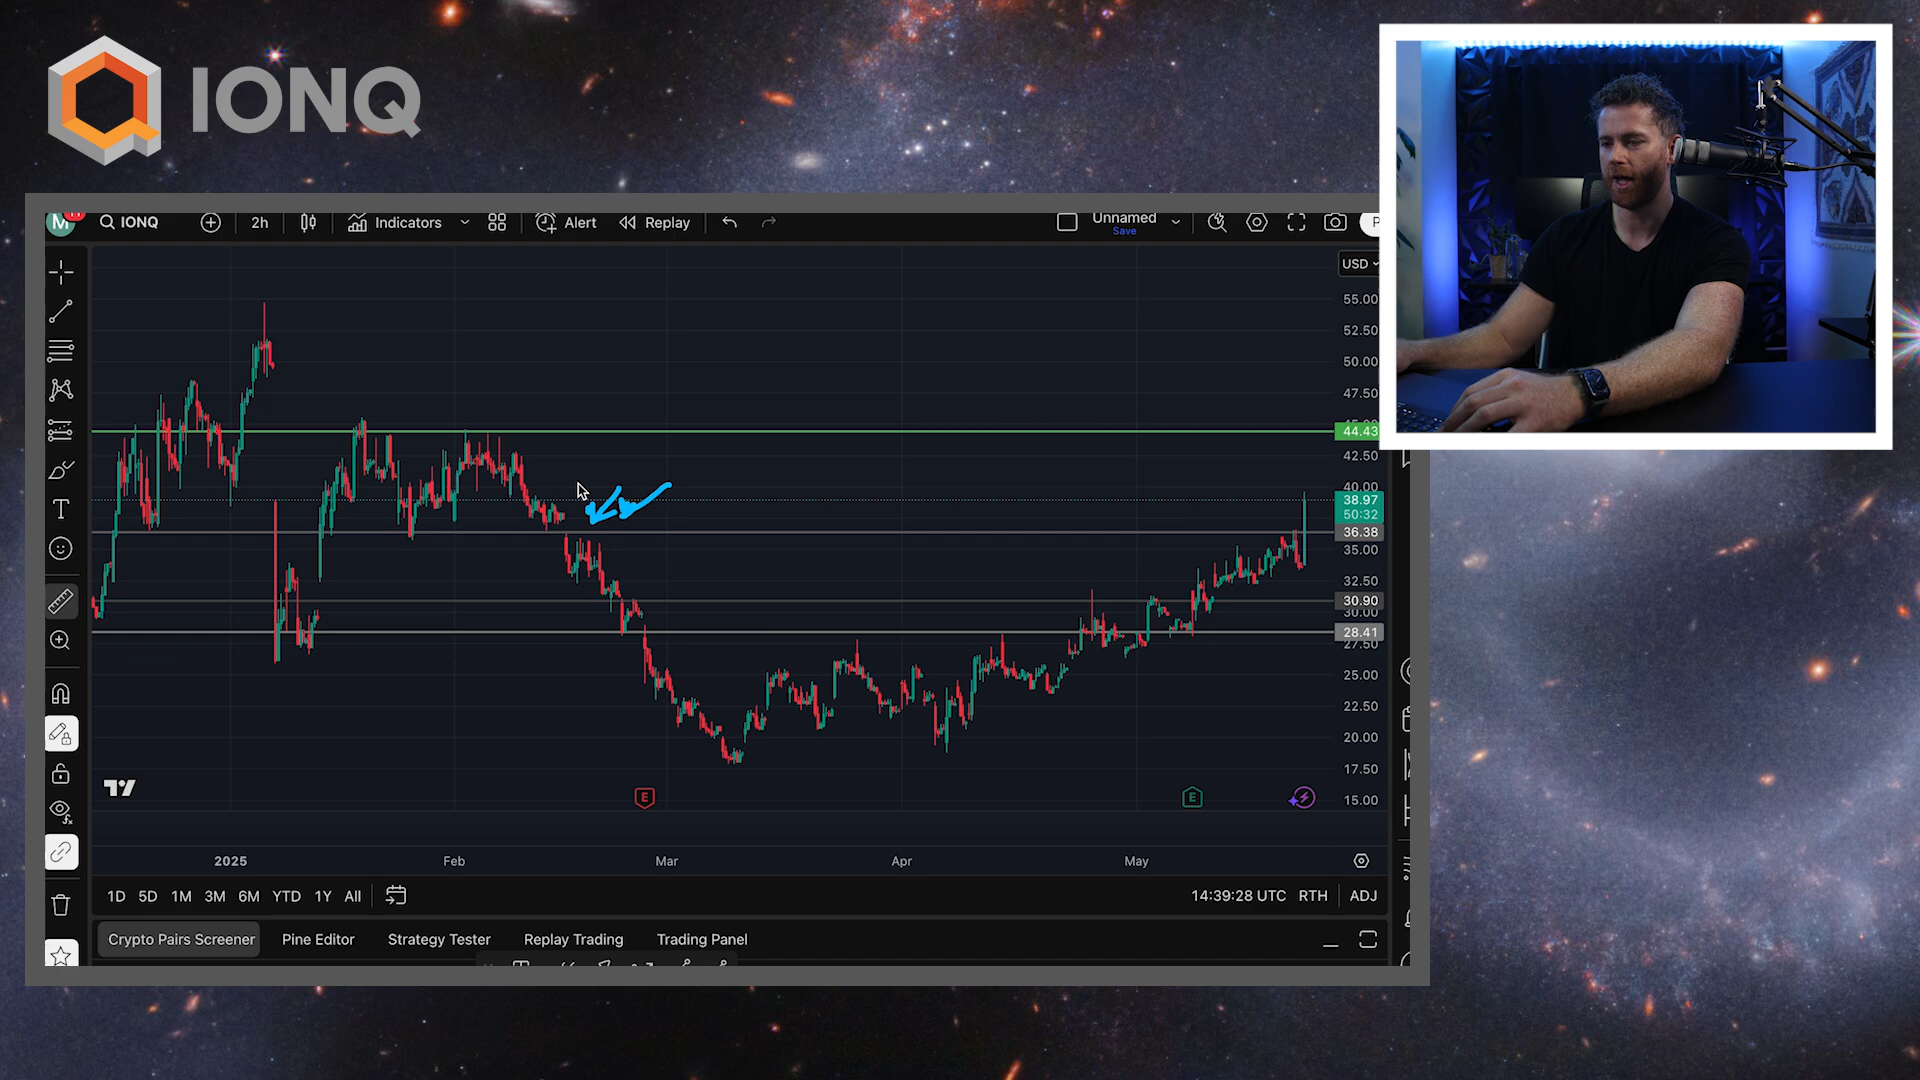 IONQ
M IONQ 2h Indicators Alert Replay Unnamed
Save
USD
55.00
52.50
50.00
47.50
44.43
42.50
40.00
38.97
50:32
36.38
35.00
32.50
30.90
30.00
28.41
27.50
25.00
22.50
20.00
17.50
15.00
E E
2025 Feb Mar Apr May
1D 5D 1M 3M 6M YTD 1Y All 14:39:28 UTC RTH ADJ
Crypto Pairs Screener Pine Editor Strategy Tester Replay Trading Trading Panel